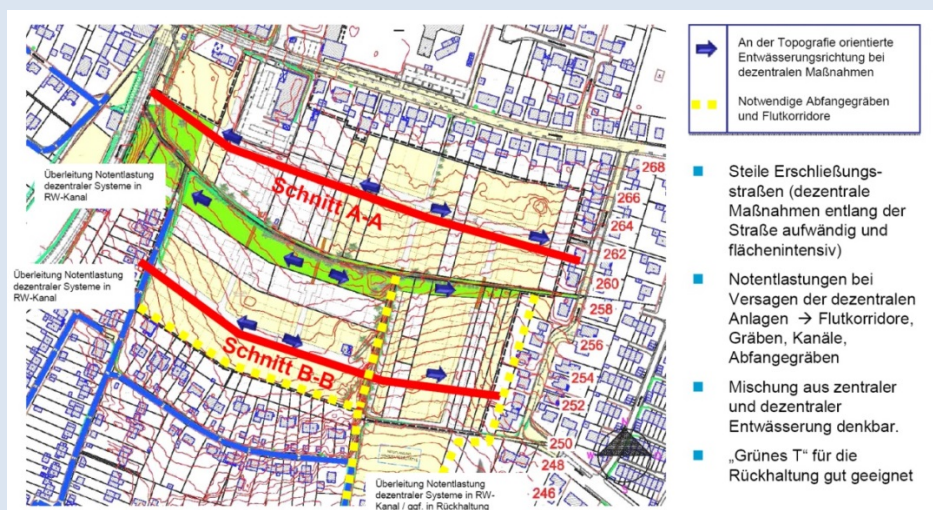 Überleitung Notentlastung
dezentraler Systeme in
RW-Kanal
Überleitung Notentlastung
dezentraler Systeme in
RW-Kanal
Schnitt A-A
Schnitt B-B
268
266
264
262
260
258
256
254
252
250
248
246
Überleitung Notentlastung
dezentraler Systeme in RW-
Kanal / ggf. in Rückhaltung
An der Topografie orientierte
Entwässerungsrichtung bei
dezentralen Maßnahmen
Notwendige Abfangegräben
und Flutkorridore
Steile Erschließungs-
straßen (dezentrale
Maßnahmen entlang der
Straße aufwändig und
flächenintensiv)
Notentlastungen bei
Versagen der dezentralen
Anlagen → Flutkorridore,
Gräben, Kanäle,
Abfangegräben
Mischung aus zentraler
und dezentraler
Entwässerung denkbar.
„Grünes T“ für die
Rückhaltung gut geeignet